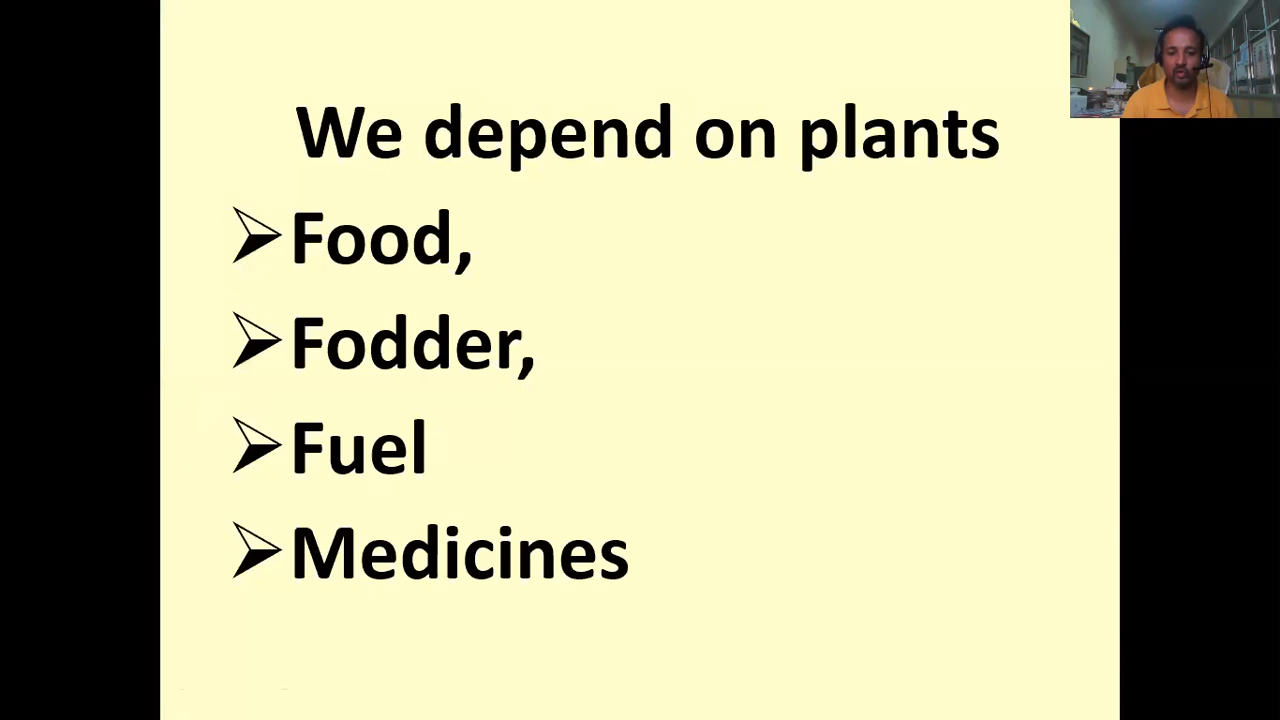 We depend on plants
Food,
Fodder,
Fuel
Medicines